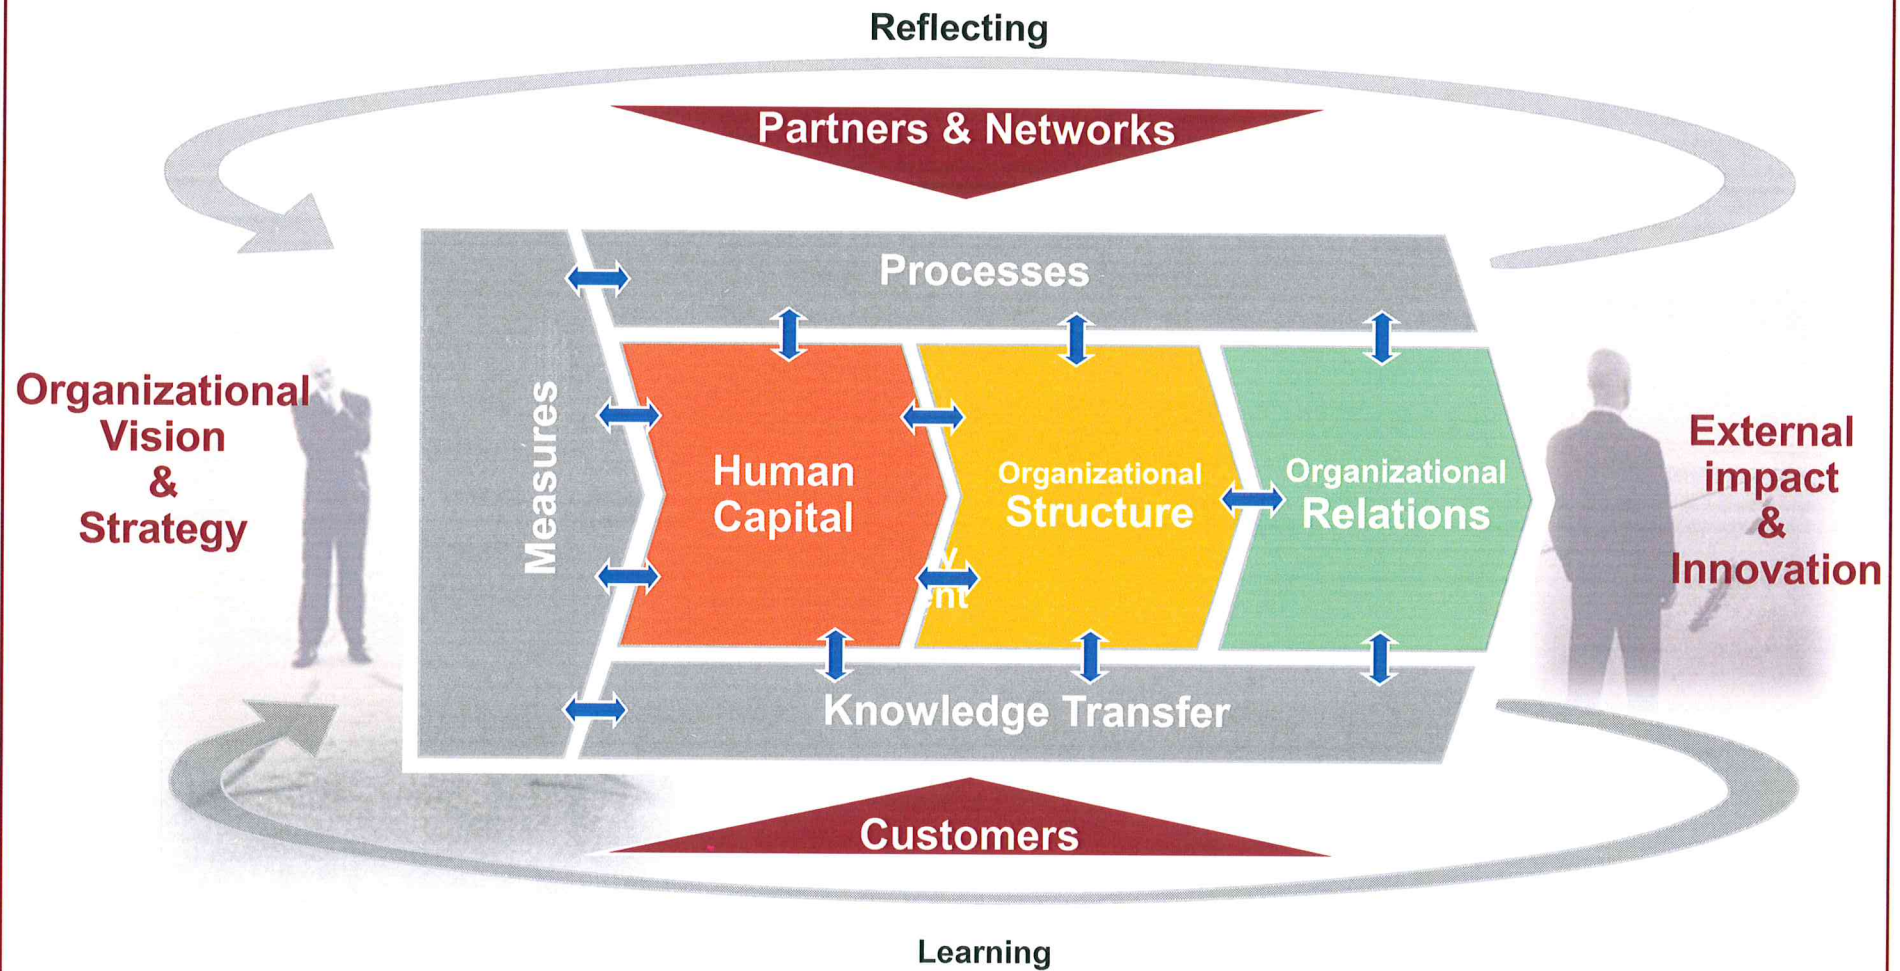 Reflecting
Partners & Networks
Processes
Organizational
Vision
&
Strategy
Measures
Human
Capital
Organizational
Structure
Organizational
Relations
External
impact
&
Innovation
Knowledge Transfer
Customers
Learning